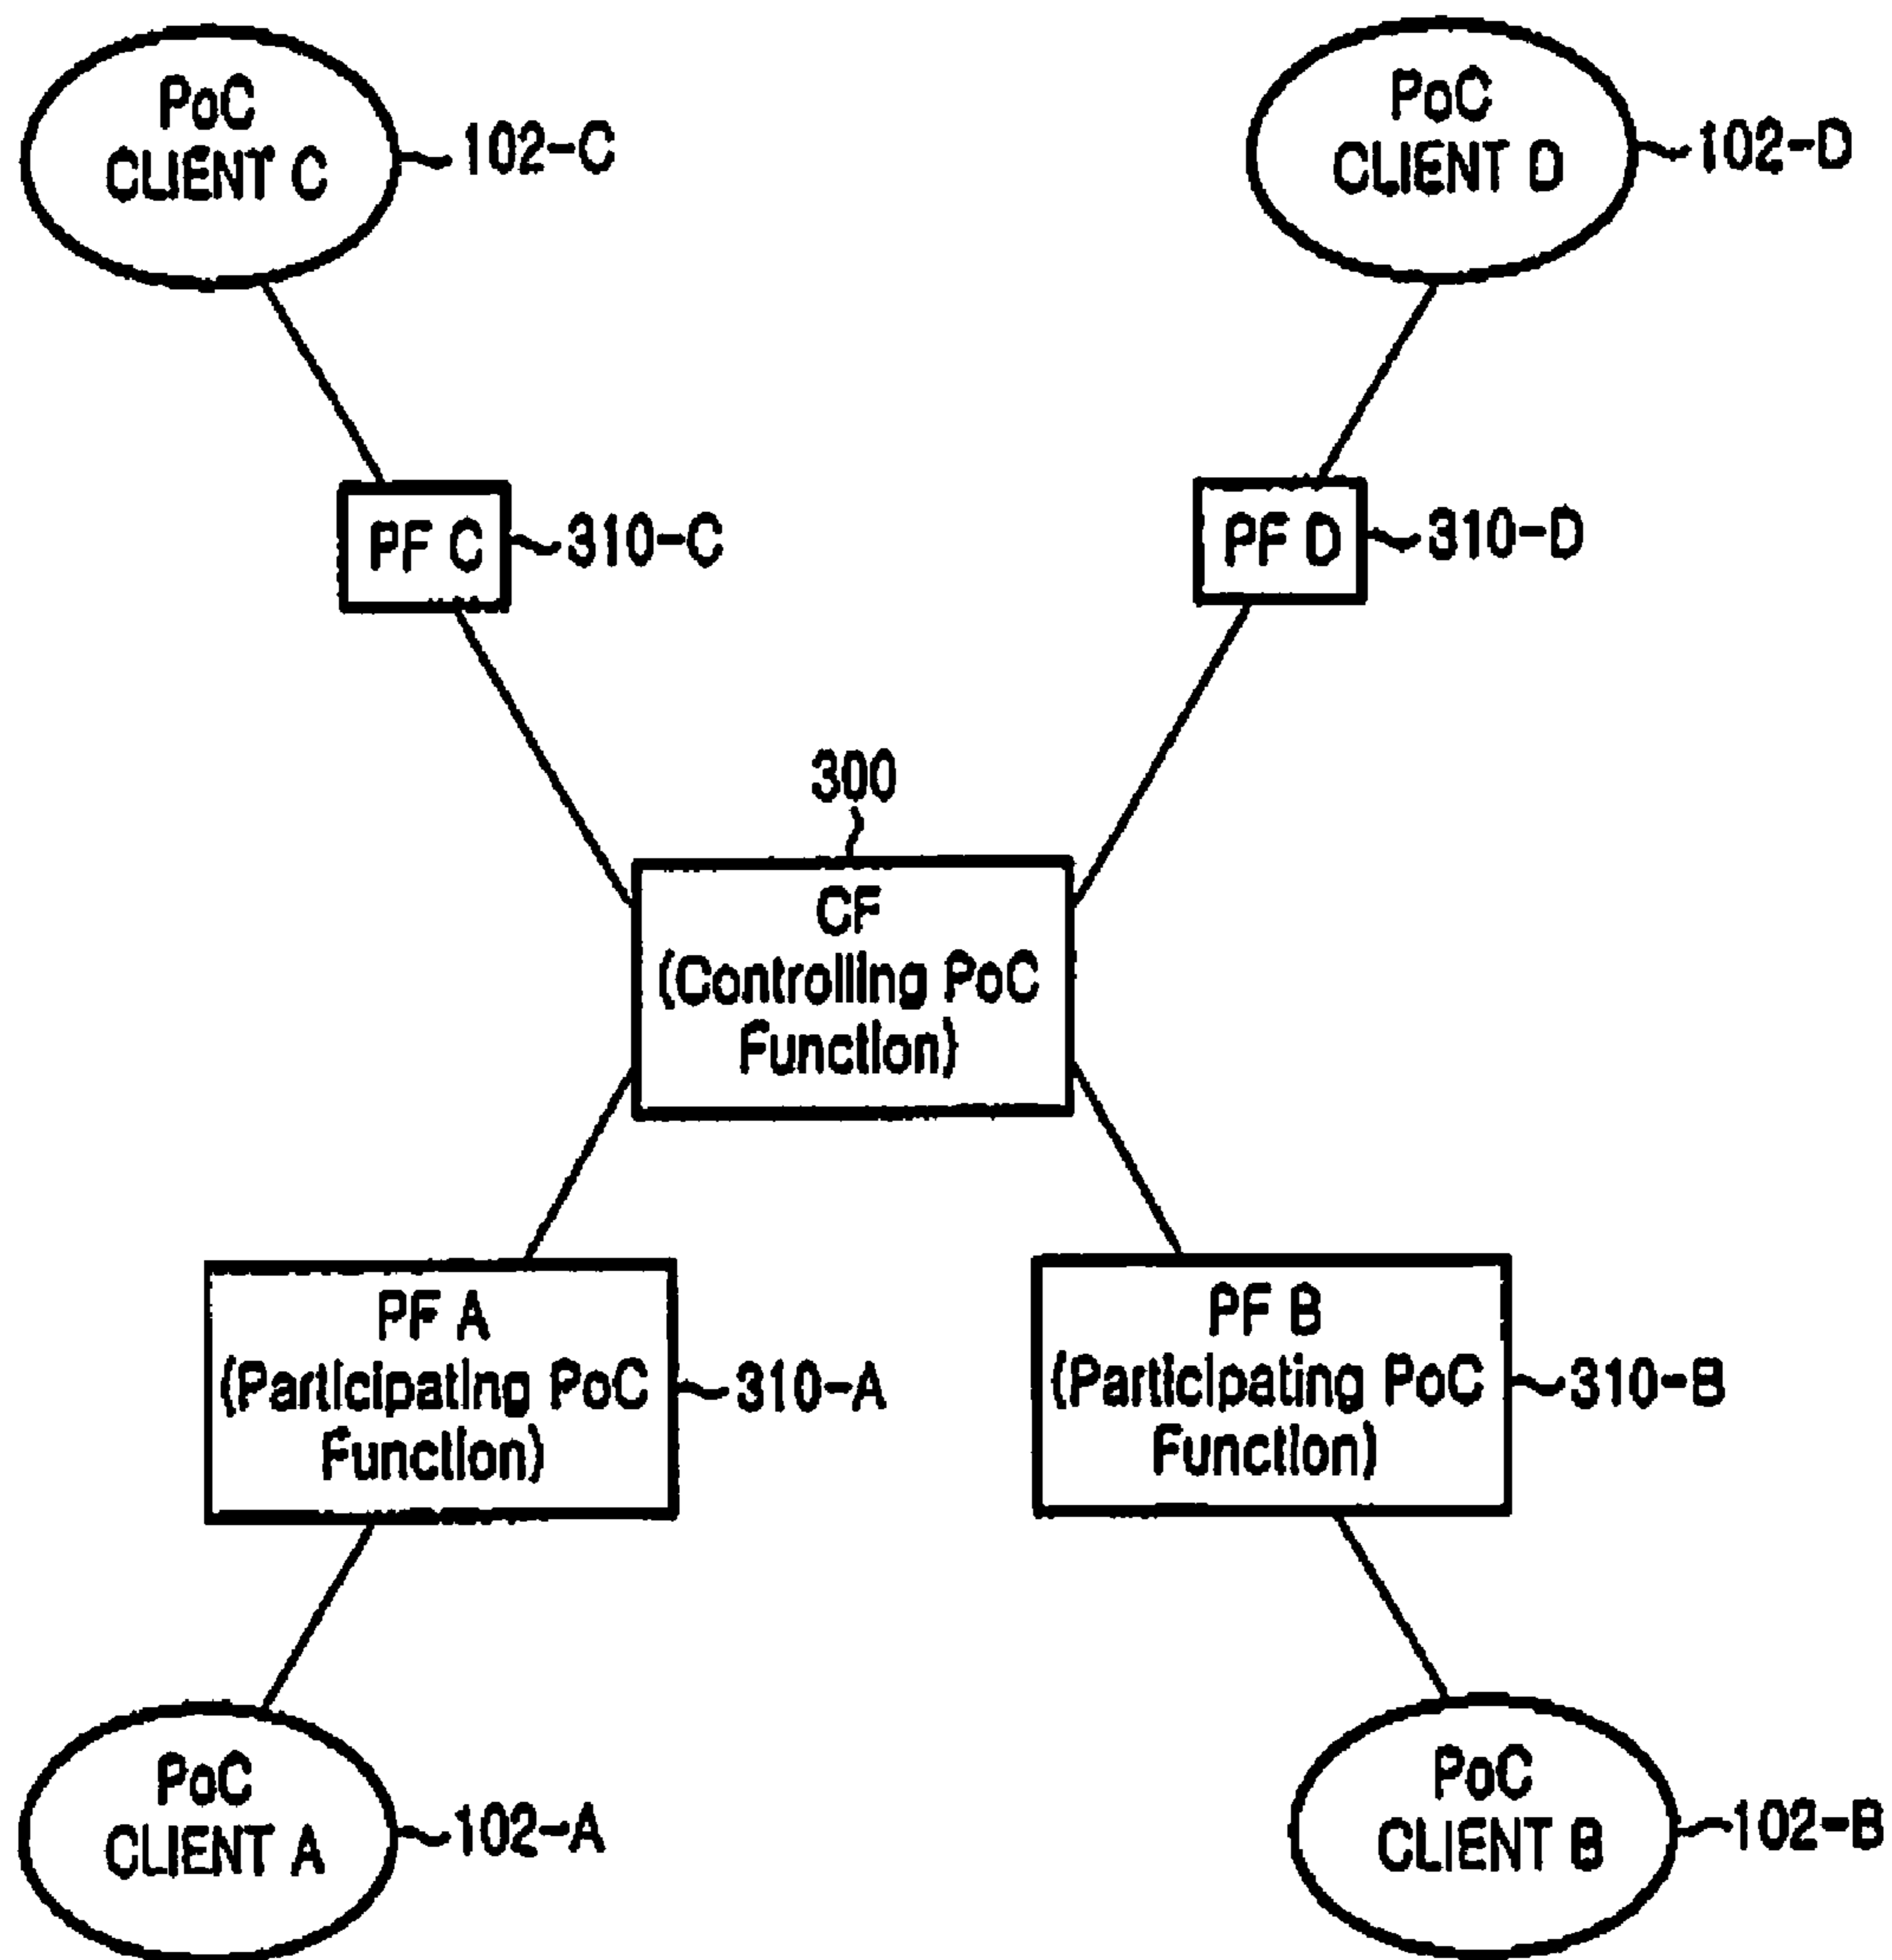 PoC
CLIENT C
102-C
PoC
CLIENT D
102-D
PF C
310-C
PF D
310-D
300
CF
(Controlling PoC
Function)
PF A
(Participating PoC
Function)
310-A
PF B
(Participating PoC
Function)
310-B
PoC
CLIENT A
102-A
PoC
CLIENT B
102-B